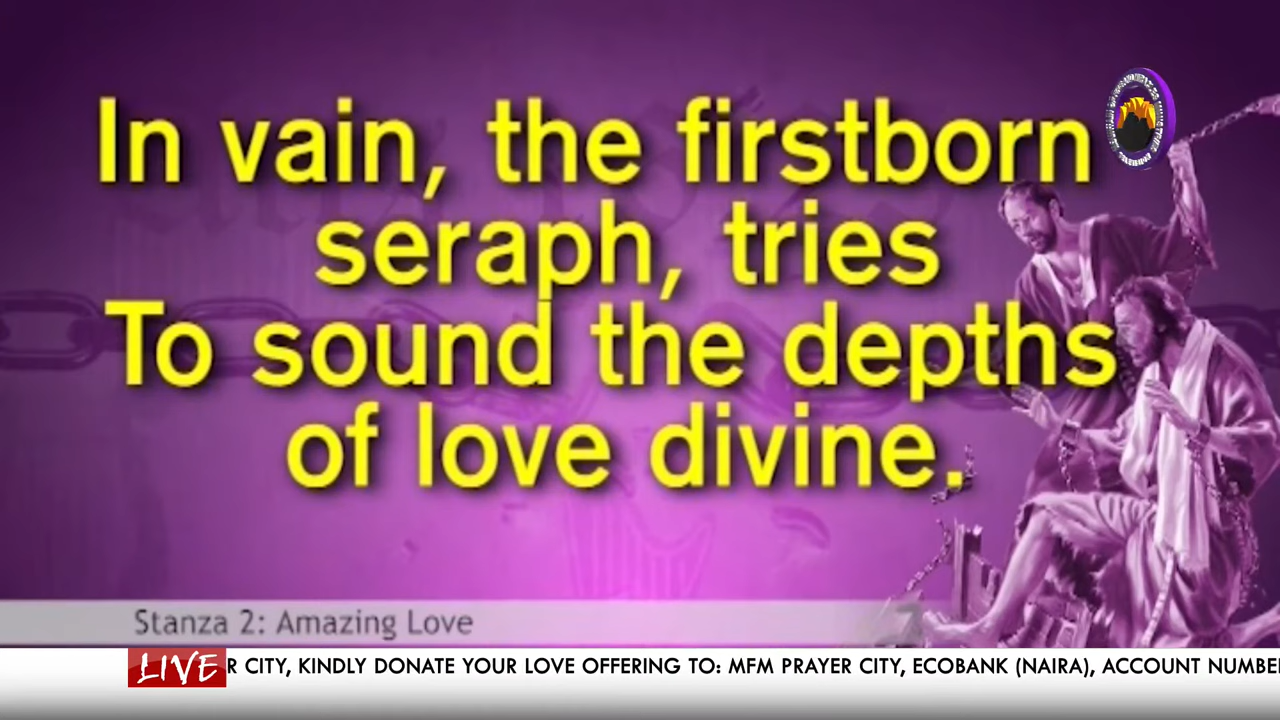 In vain, the firstborn
seraph, tries
To sound the depths
of love divine.
Stanza 2: Amazing Love
LIVE R CITY, KINDLY DONATE YOUR LOVE OFFERING TO: MFM PRAYER CITY, ECOBANK (NAIRA), ACCOUNT NUMBE